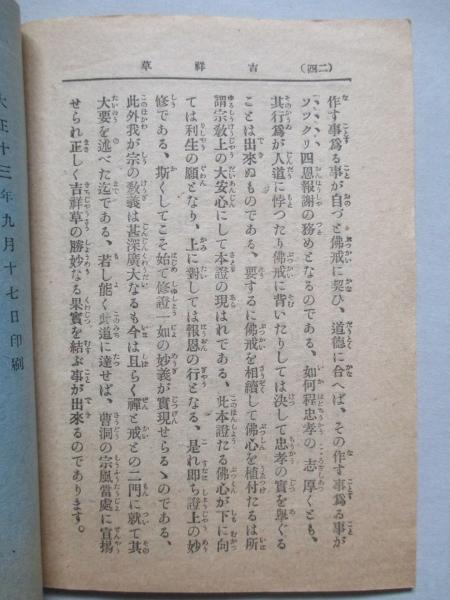 (二四)　吉祥草
作す事爲る事が自づと佛戒に契ひ、道德に合へば、その作す事爲る事が
ソックリ四恩報謝の務めとなるのである、如何程忠孝の志厚くとも、
其行爲が人道に悖つたり佛戒に背いたりしては決して忠孝の實を擧ぐる
ことは出來ぬものである、要するに佛戒を相續して佛心を植付たるは所
謂宗敎上の大安心にして本證の現はれである、此本證たる佛心が下に向
ては利生の願となり、上に對しては報恩の行となる、是れ卽ち證上の妙
修である、斯くしてこそ始て修證一如の妙義が實現せらるゝのである、
此外我が宗の敎義は甚深廣大なるも今は且らく禪と戒との二門に就て其
大要を述べた迄である、若し能く此道に達せば、曹洞の宗風當處に宣揚
せられ正しく吉祥草の勝妙なる果實を結ぶ事が出來るのであります。
大正十三年九月十七日印刷